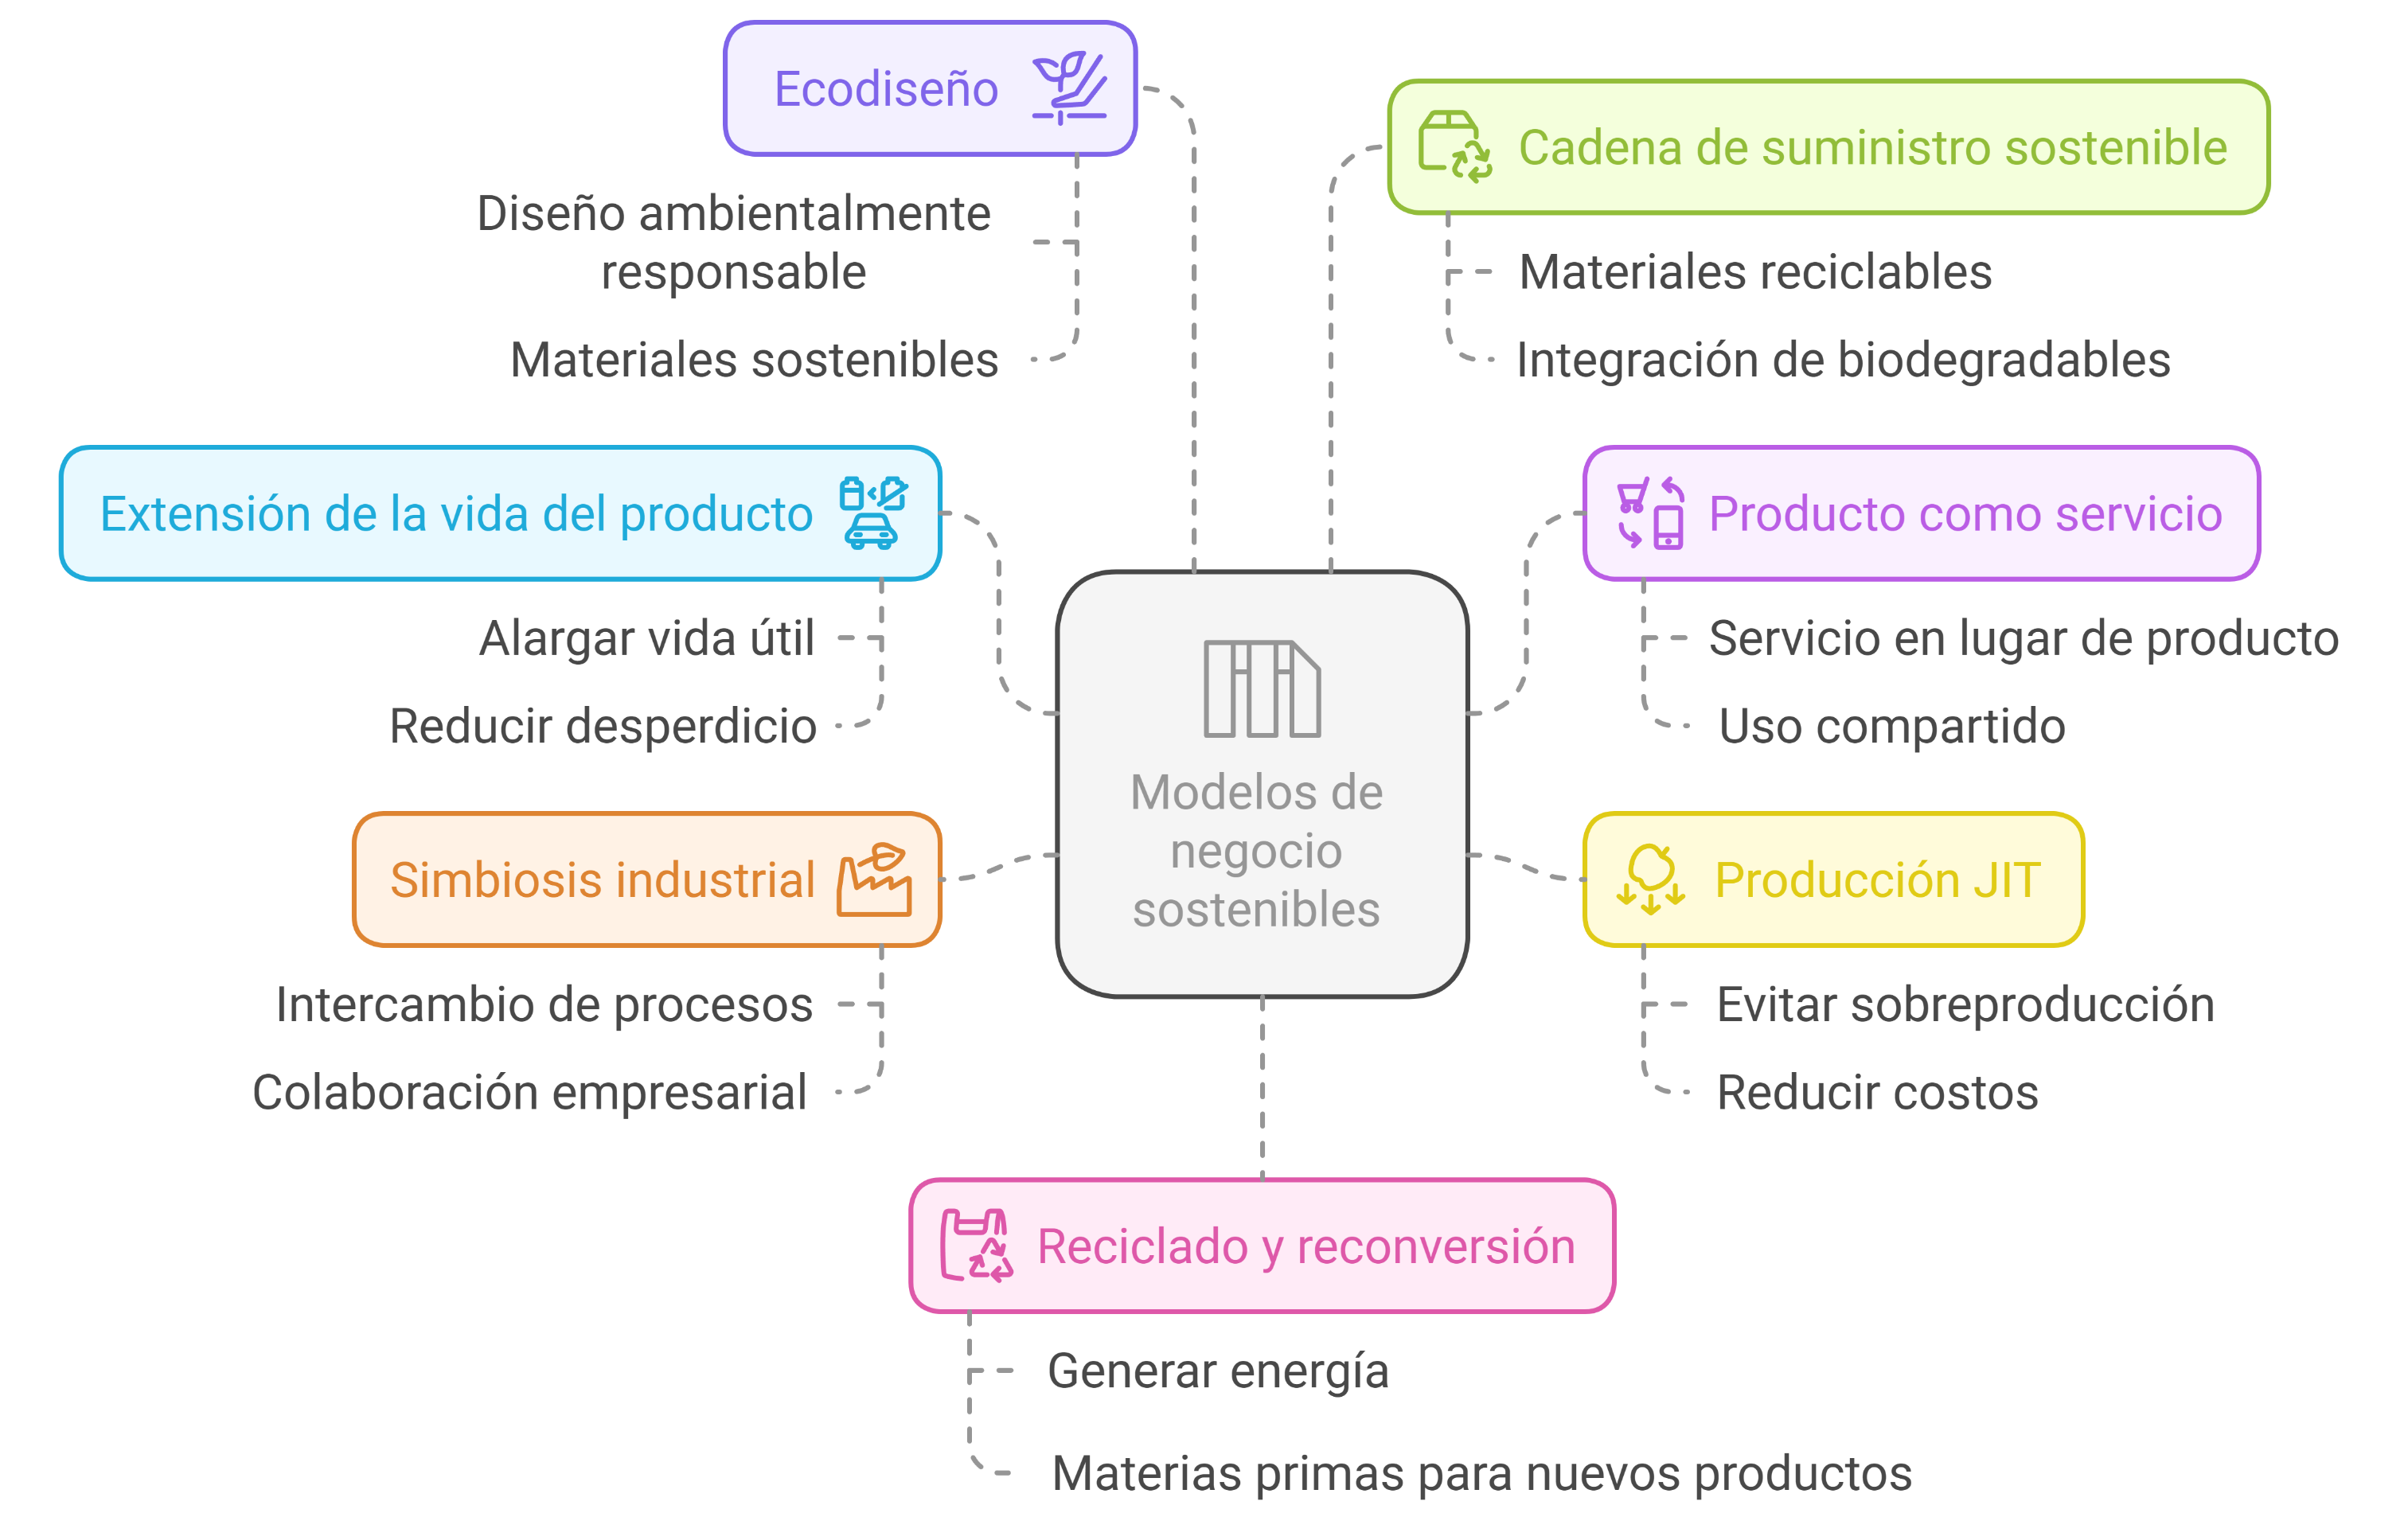 Ecodiseño
Diseño ambientalmente
responsable
Materiales sostenibles
Cadena de suministro sostenible
Materiales reciclables
Integración de biodegradables
Extensión de la vida del producto
Alargar vida útil
Reducir desperdicio
Producto como servicio
Servicio en lugar de producto
Uso compartido
Modelos de
negocio
sostenibles
Simbiosis industrial
Intercambio de procesos
Colaboración empresarial
Producción JIT
Evitar sobreproducción
Reducir costos
Reciclado y reconversión
Generar energía
Materias primas para nuevos productos